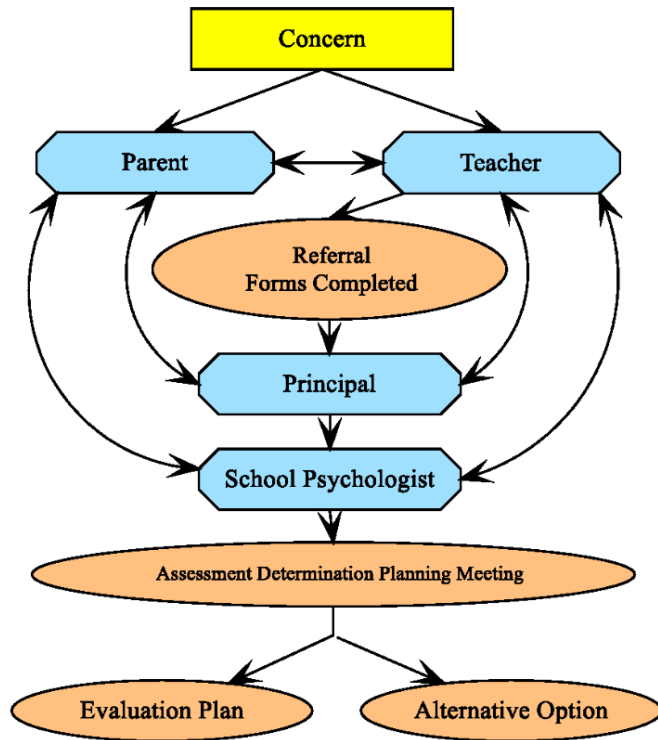 Concern
Parent
Teacher
Referral
Forms Completed
Principal
School Psychologist
Assessment Determination Planning Meeting
Evaluation Plan
Alternative Option